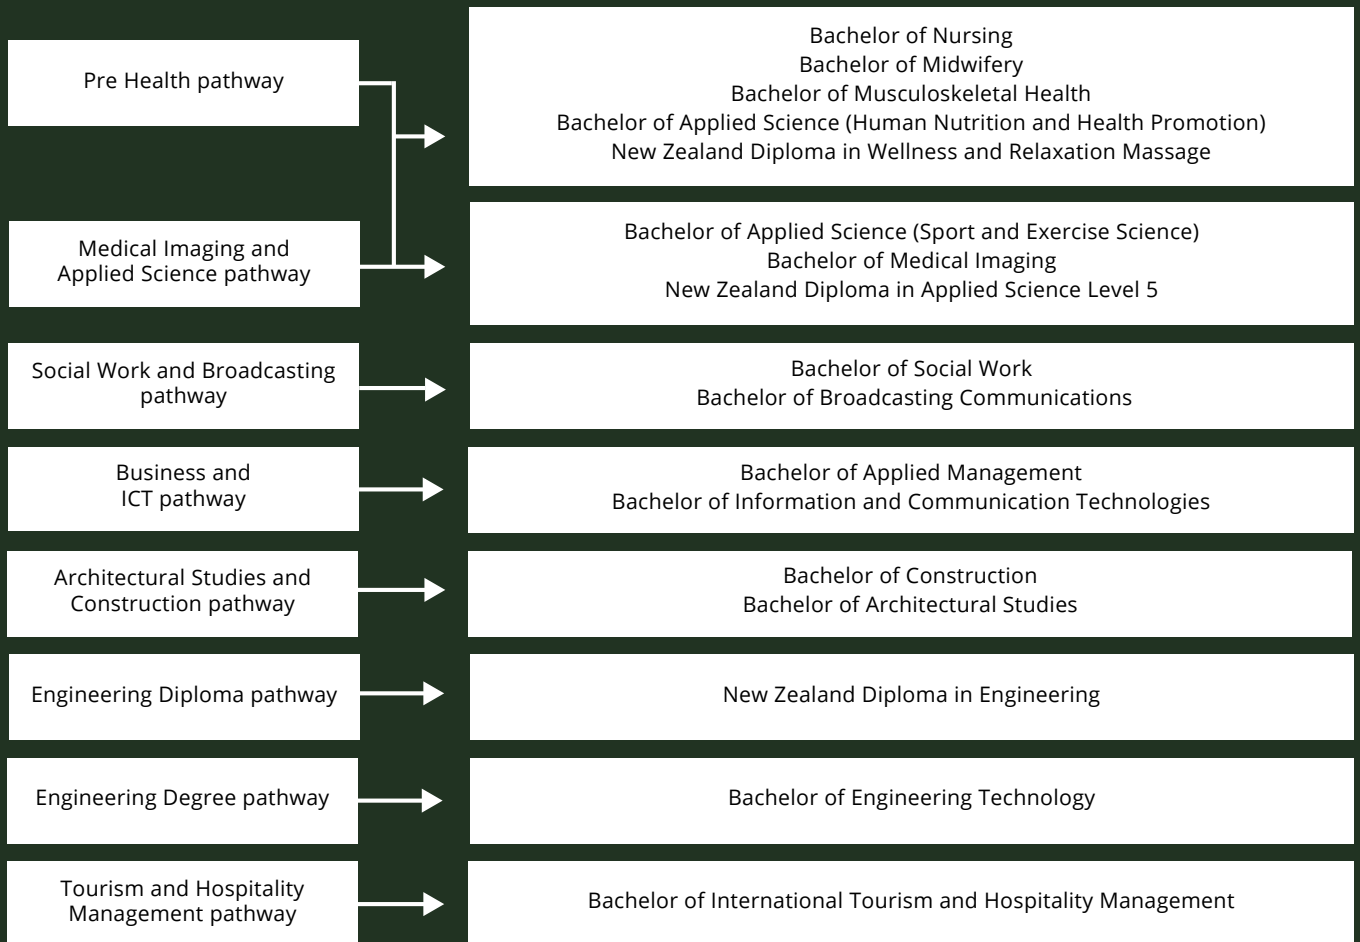 Pre Health pathway
Bachelor of Nursing
Bachelor of Midwifery
Bachelor of Musculoskeletal Health
Bachelor of Applied Science (Human Nutrition and Health Promotion)
New Zealand Diploma in Wellness and Relaxation Massage
Medical Imaging and
Applied Science pathway
Bachelor of Applied Science (Sport and Exercise Science)
Bachelor of Medical Imaging
New Zealand Diploma in Applied Science Level 5
Social Work and Broadcasting
pathway
Bachelor of Social Work
Bachelor of Broadcasting Communications
Business and
ICT pathway
Bachelor of Applied Management
Bachelor of Information and Communication Technologies
Architectural Studies and
Construction pathway
Bachelor of Construction
Bachelor of Architectural Studies
Engineering Diploma pathway
New Zealand Diploma in Engineering
Engineering Degree pathway
Bachelor of Engineering Technology
Tourism and Hospitality
Management pathway
Bachelor of International Tourism and Hospitality Management